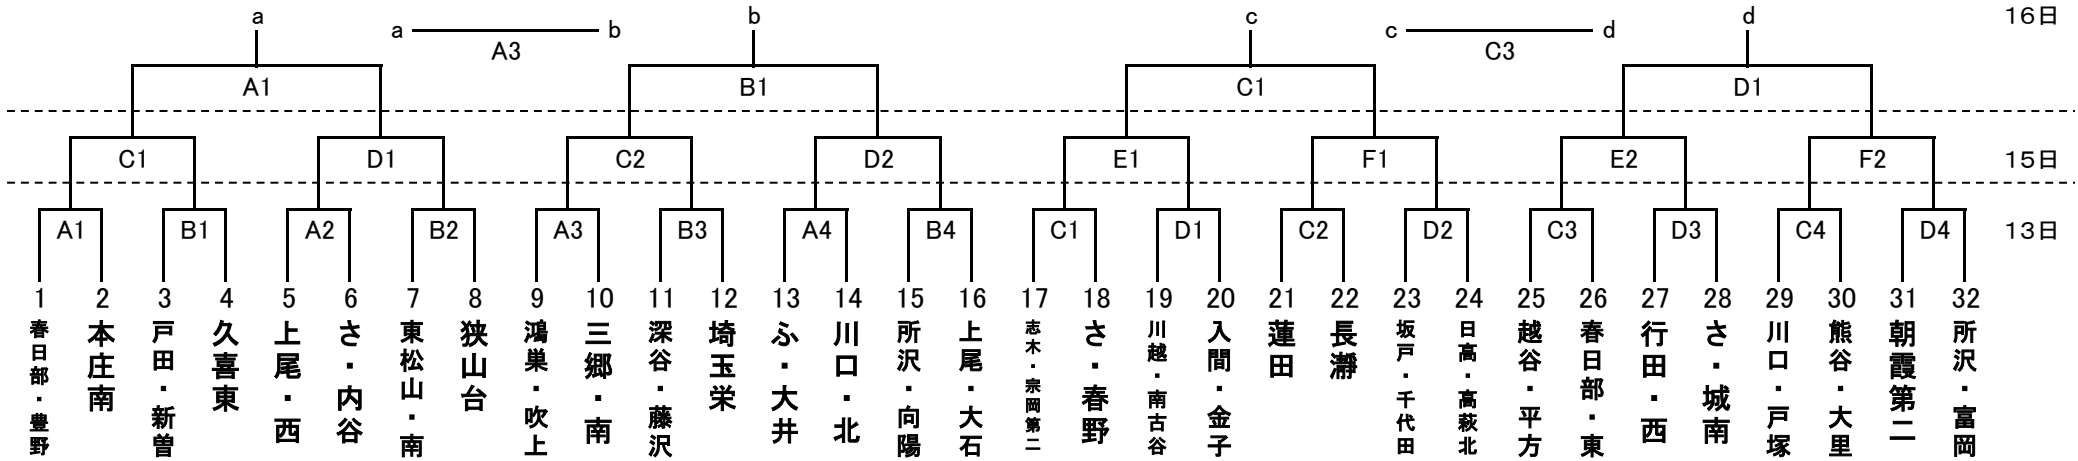 a b c d 16日
a b c d
A3 C3
A1 B1 C1 D1
C1 D1 C2 D2 E1 F1 E2 F2 15日
A1 B1 A2 B2 A3 B3 A4 B4 C1 D1 C2 D2 C3 D3 C4 D4 13日
1 2 3 4 5 6 7 8 9 10 11 12 13 14 15 16 17 18 19 20 21 22 23 24 25 26 27 28 29 30 31 32
春日部・豊野
本庄南
戸田・新曽
久喜東
上尾・西
さ・内谷
東松山・南
狭山台
鴻巣・吹上
三郷・南
深谷・藤沢
埼玉栄
ふ・大井
川口・北
所沢・向陽
上尾・大石
志木・宗岡第二
さ・春野
川越・南古谷
入間・金子
蓮田
長瀞
坂戸・千代田
日高・高萩北
越谷・平方
春日部・東
行田・西
さ・城南
川口・戸塚
熊谷・大里
朝霞第二
所沢・富岡